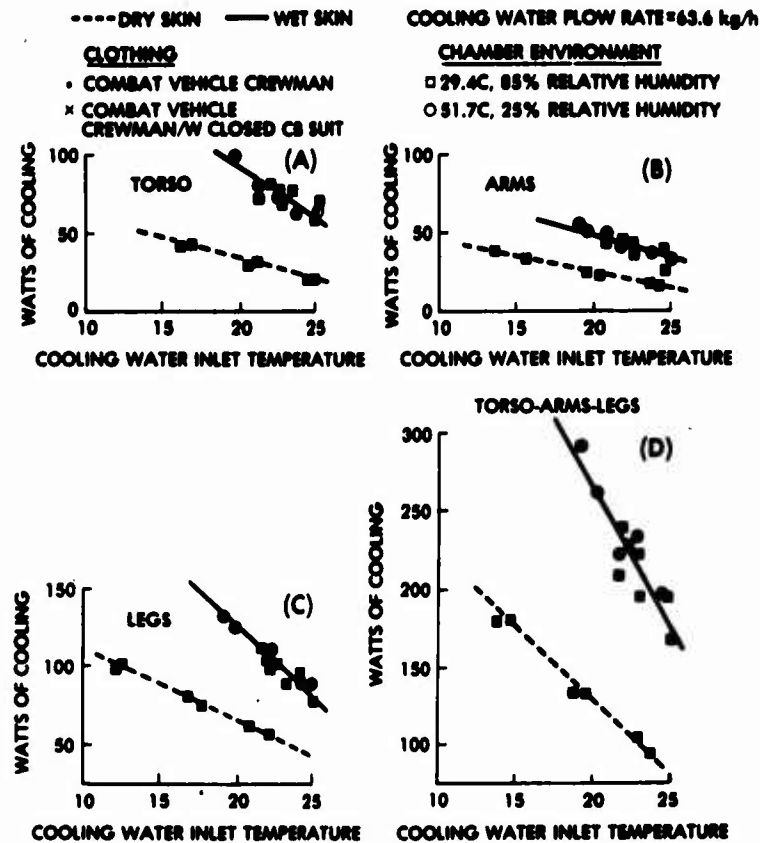 DRY SKIN WET SKIN COOLING WATER FLOW RATE=63.6 kg/h
CLOTHING
COMBAT VEHICLE CREWMAN
× COMBAT VEHICLE
CREWMAN/W CLOSED CB SUIT
CHAMBER ENVIRONMENT
□ 29.4C, 85% RELATIVE HUMIDITY
○ 51.7C, 25% RELATIVE HUMIDITY
(A)
TORSO
WATTS OF COOLING
100
50
0
10 15 20 25
COOLING WATER INLET TEMPERATURE
(B)
ARMS
WATTS OF COOLING
100
50
0
10 15 20 25
COOLING WATER INLET TEMPERATURE
(C)
LEGS
WATTS OF COOLING
150
100
50
10 15 20 25
COOLING WATER INLET TEMPERATURE
TORSO-ARMS-LEGS
(D)
WATTS OF COOLING
300
250
200
150
100
10 15 20 25
COOLING WATER INLET TEMPERATURE